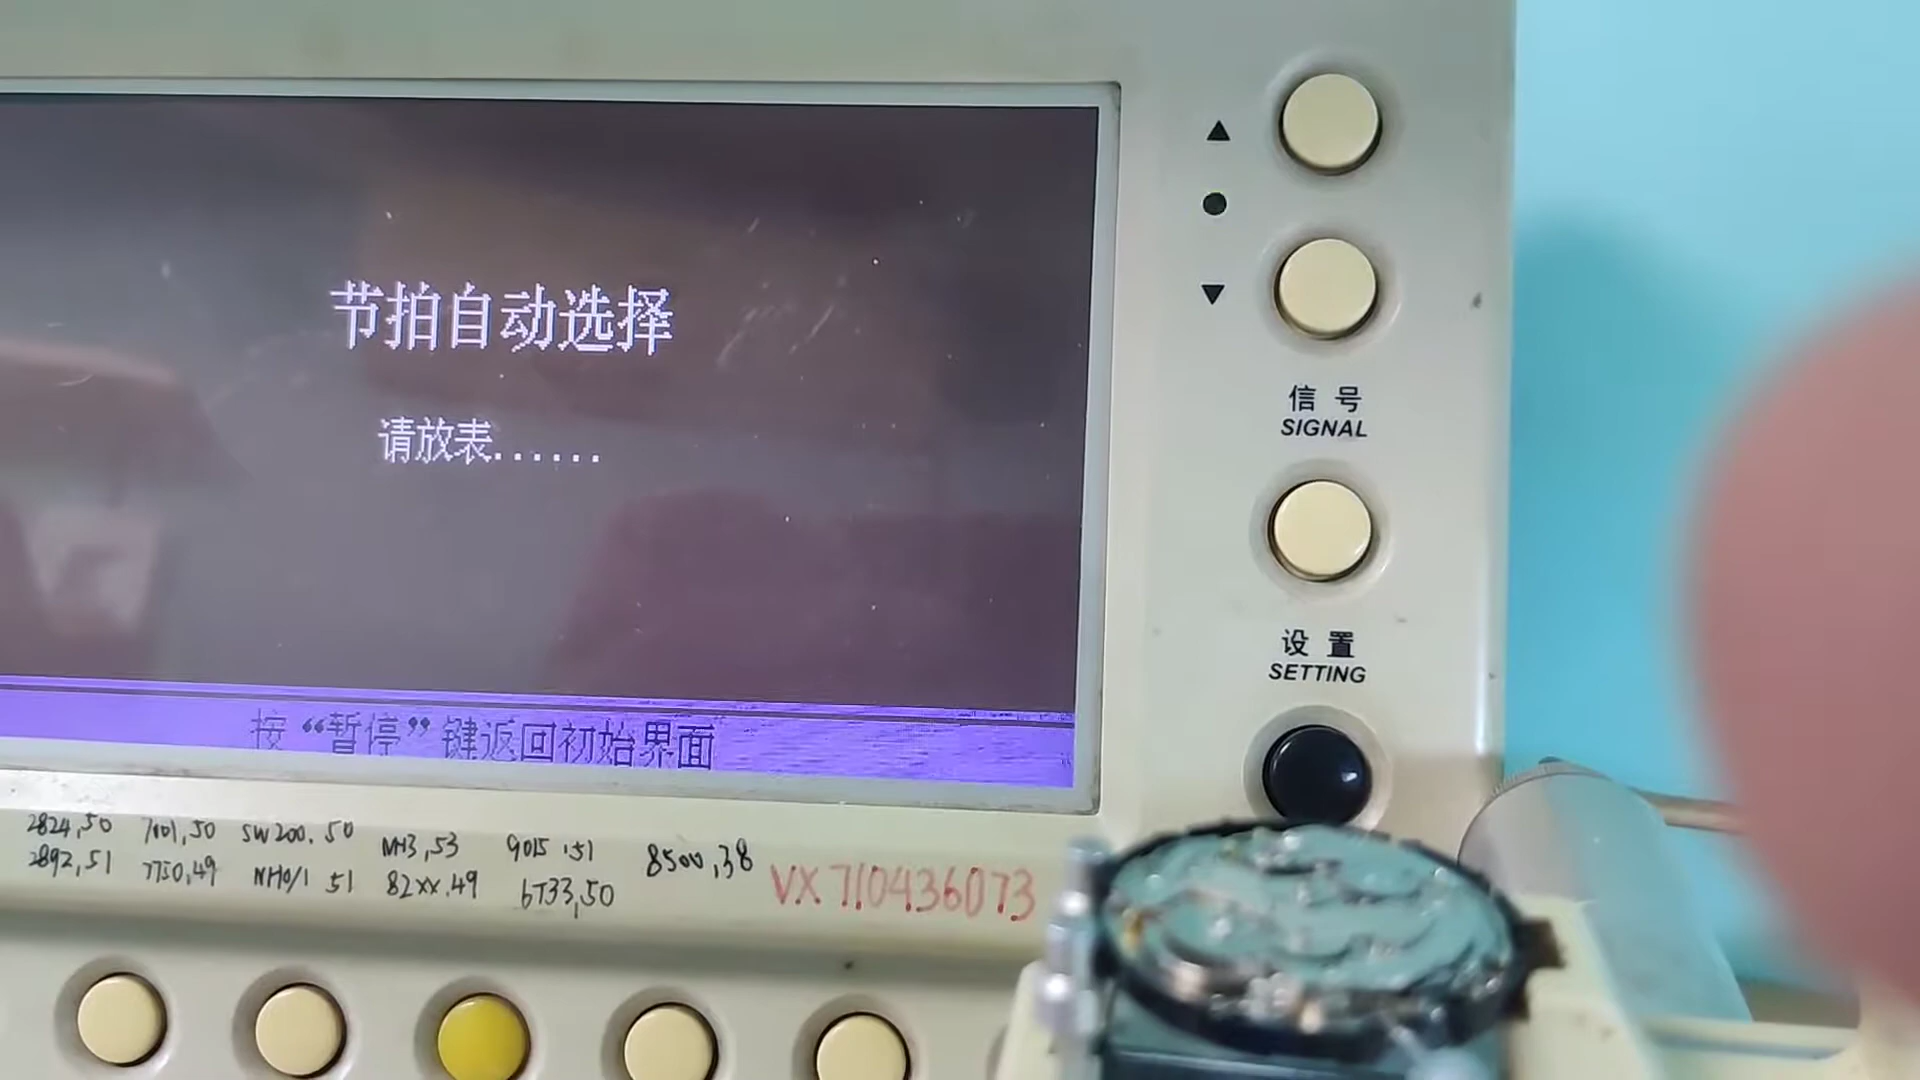 节拍自动选择
请放表......
按“暂停”键返回初始界面
▲
●
▼
信号
SIGNAL
设置
SETTING
2824,50 7001,50 SW200.50 NH3,53 9015.51 8500,38
2892,51 7750,49 NH0/1 51 82xx.49 6T33,50
VX710436073